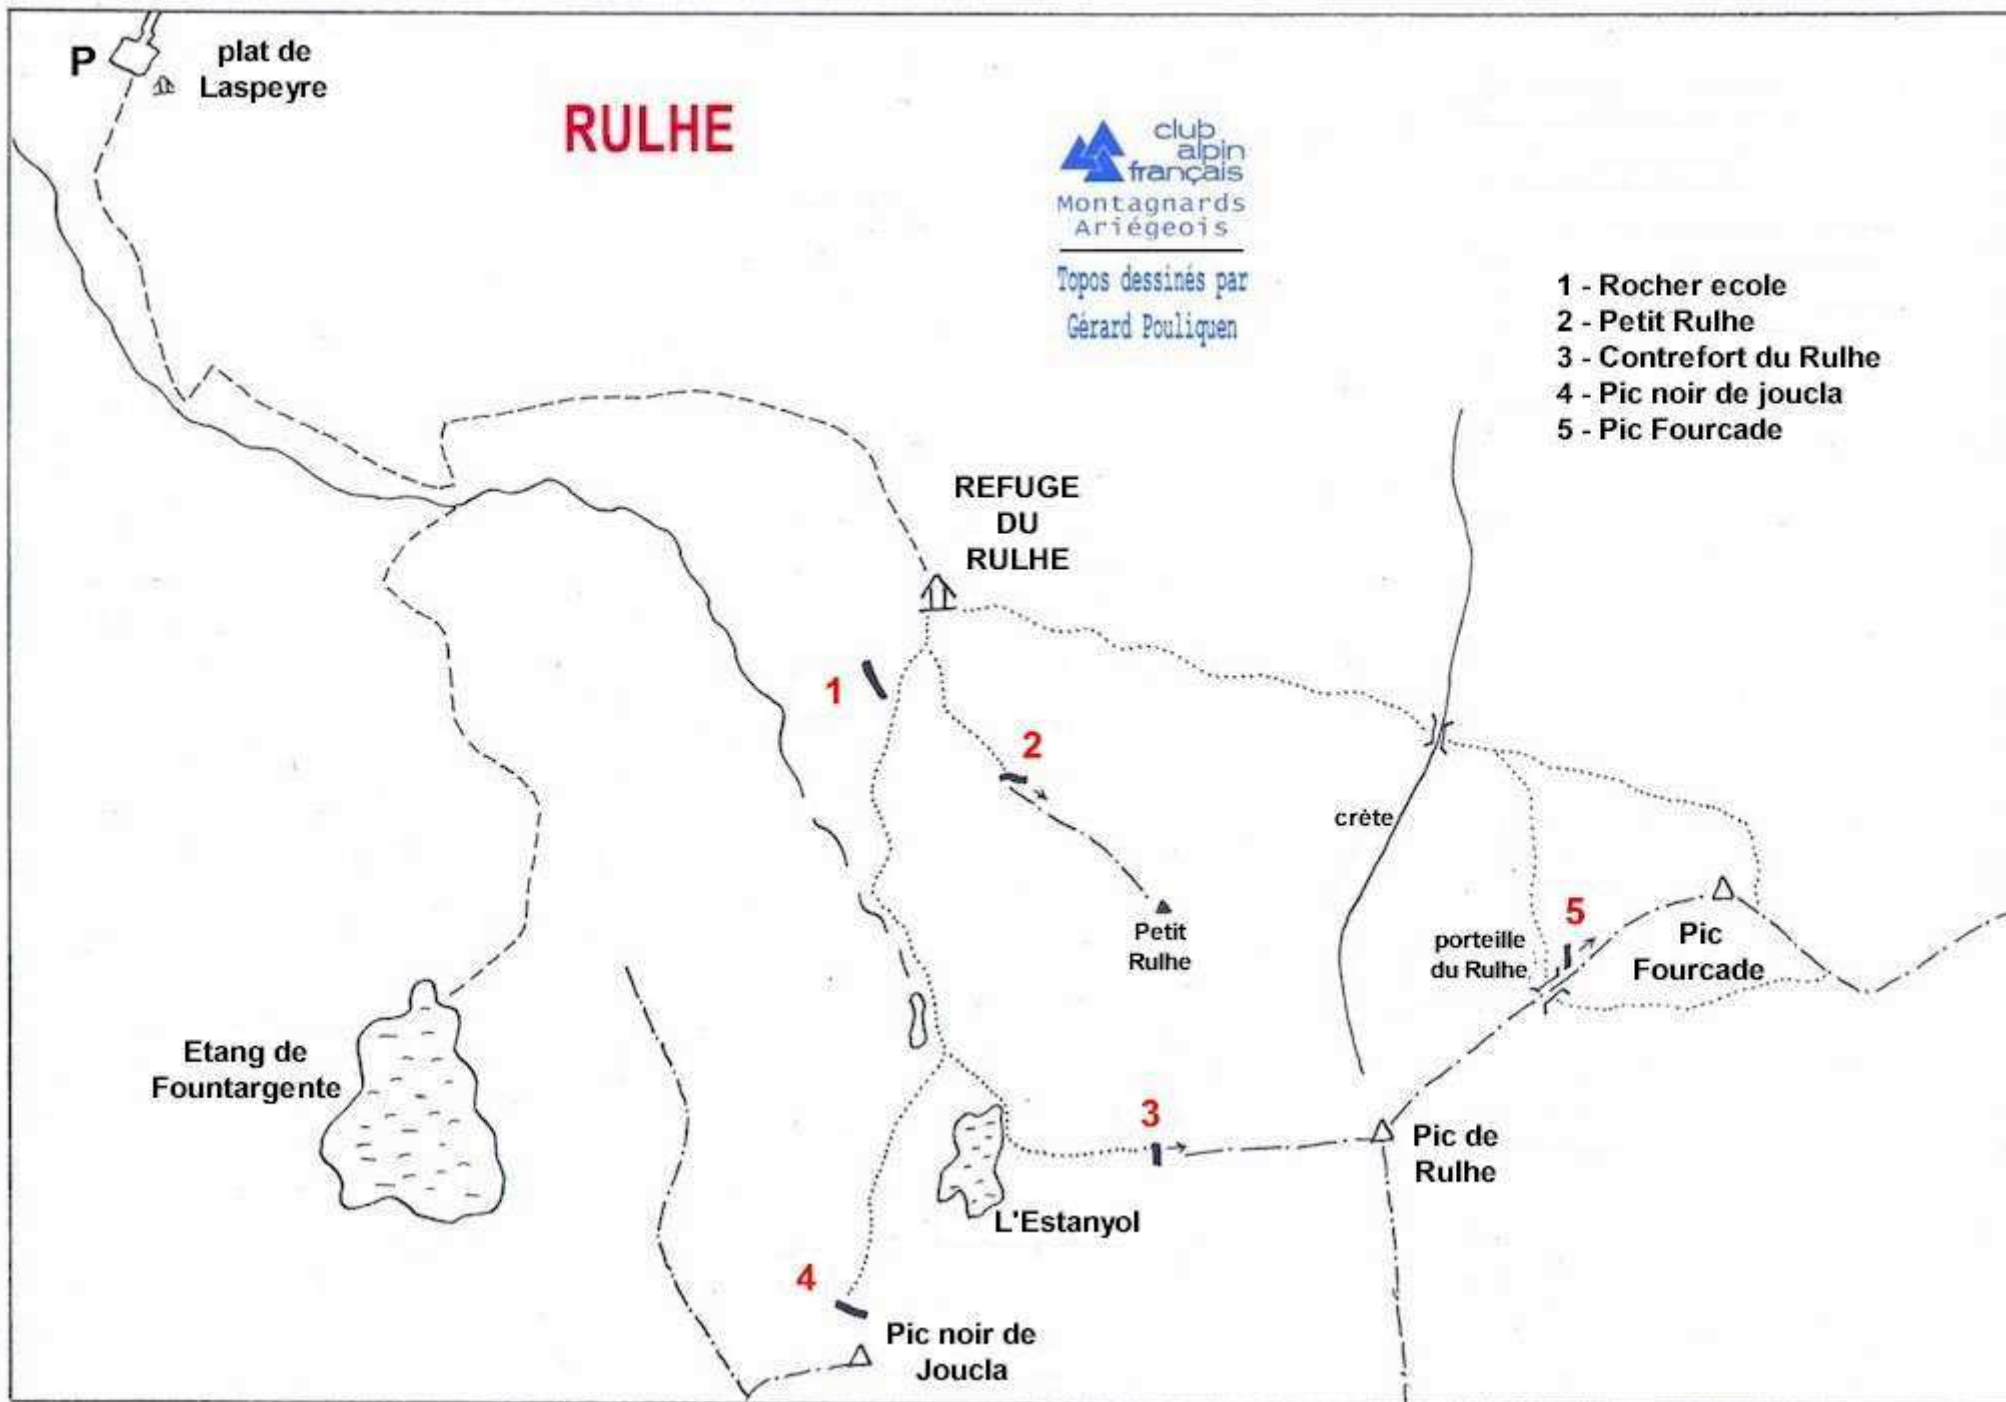 P
plat de
Laspeyre
RULHE
club
alpin
français
Montagnards
Ariégeois
Topos dessinés par
Gérard Pouliquen
1 - Rocher ecole
2 - Petit Rulhe
3 - Contrefort du Rulhe
4 - Pic noir de joucla
5 - Pic Fourcade
REFUGE
DU
RULHE
1
2
crète
Petit
Rulhe
5
porteille
du Rulhe
Pic
Fourcade
Etang de
Fountargente
3
Pic de
Rulhe
L'Estanyol
4
Pic noir de
Joucla